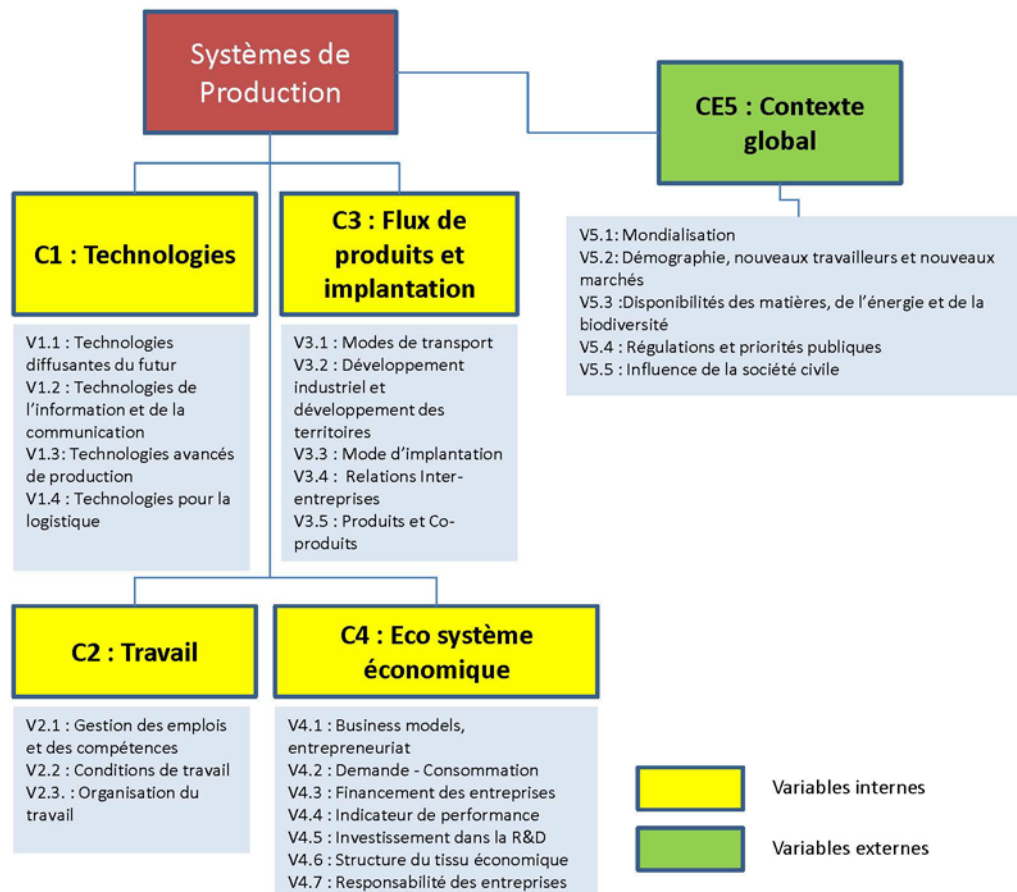 Systèmes de
Production
CE5 : Contexte
global
C1 : Technologies
C3 : Flux de
produits et
implantation
V5.1: Mondialisation
V5.2: Démographie, nouveaux travailleurs et nouveaux
marchés
V5.3 :Disponibilités des matières, de l'énergie et de la
biodiversité
V5.4 : Régulations et priorités publiques
V5.5 : Influence de la société civile
V1.1 : Technologies
diffusantes du futur
V1.2 : Technologies de
l'information et de la
communication
V1.3: Technologies avancés
de production
V1.4 : Technologies pour la
logistique
V3.1 : Modes de transport
V3.2 : Développement
industriel et
développement des
territoires
V3.3 : Mode d'implantation
V3.4 : Relations Inter-
entreprises
V3.5 : Produits et Co-
produits
C2 : Travail
C4 : Eco système
économique
V2.1 : Gestion des emplois
et des compétences
V2.2 : Conditions de travail
V2.3. : Organisation du
travail
V4.1 : Business models,
entrepreneuriat
V4.2 : Demande - Consommation
V4.3 : Financement des entreprises
V4.4 : Indicateur de performance
V4.5 : Investissement dans la R&D
V4.6 : Structure du tissu économique
V4.7 : Responsabilité des entreprises
Variables internes
Variables externes